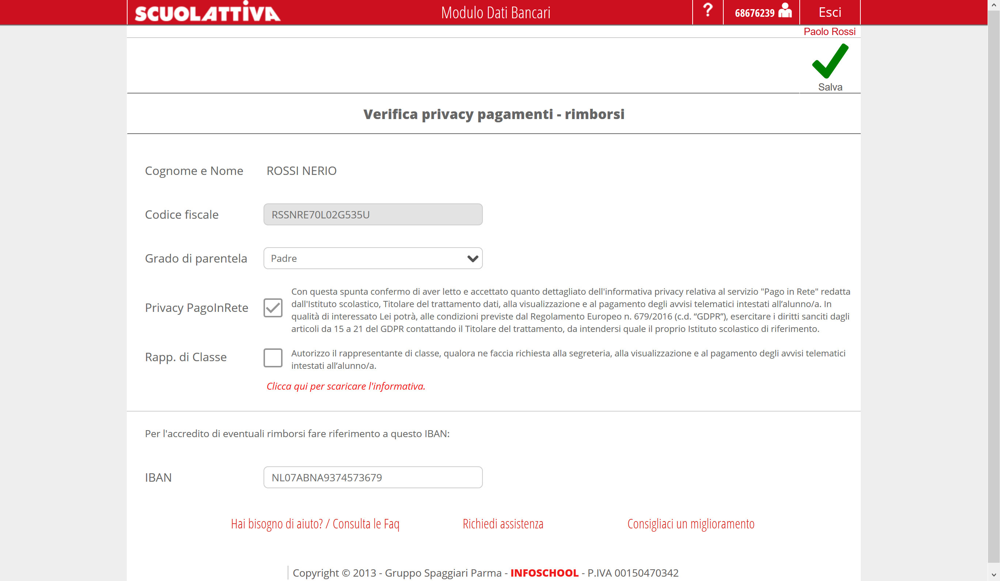 SCUOLATTIVA
Modulo Dati Bancari
?
68676239
Esci
Paolo Rossi
Salva
Verifica privacy pagamenti - rimborsi
Cognome e Nome ROSSI NERIO
Codice fiscale RSSNRE70L02G535U
Grado di parentela Padre
Privacy PagoInRete
Con questa spunta confermo di aver letto e accettato quanto dettagliato dell'informativa privacy relativa al servizio "Pago in Rete" redatta
dall'Istituto scolastico, Titolare del trattamento dati, alla visualizzazione e al pagamento degli avvisi telematici intestati all’alunno/a. In
qualità di interessato Lei potrà, alle condizioni previste dal Regolamento Europeo n. 679/2016 (c.d. “GDPR”), esercitare i diritti sanciti dagli
articoli da 15 a 21 del GDPR contattando il Titolare del trattamento, da intendersi quale il proprio Istituto scolastico di riferimento.
Rapp. di Classe
Autorizzo il rappresentante di classe, qualora ne faccia richiesta alla segreteria, alla visualizzazione e al pagamento degli avvisi telematici
intestati all’alunno/a.
Clicca qui per scaricare l'informativa.
Per l'accredito di eventuali rimborsi fare riferimento a questo IBAN:
IBAN NL07ABNA9374573679
Hai bisogno di aiuto? / Consulta le Faq
Richiedi assistenza
Consigliaci un miglioramento
Copyright © 2013 - Gruppo Spaggiari Parma - INFOSCHOOL - P.IVA 00150470342